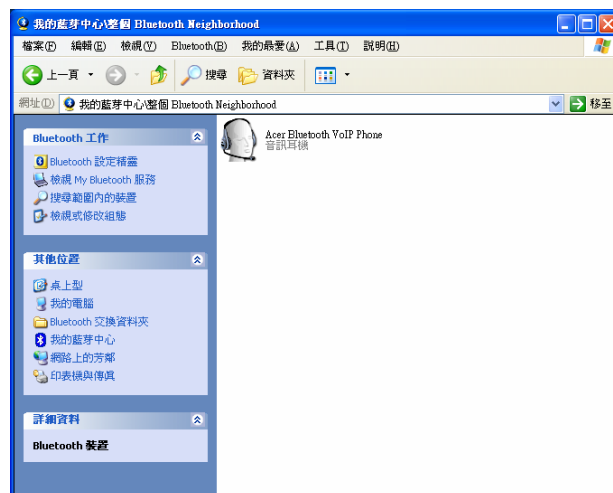 我的藍芽中心\整個 Bluetooth Neighborhood
檔案(F) 編輯(E) 檢視(V) Bluetooth(B) 我的最愛(A) 工具(T) 說明(H)
上一頁 搜尋 資料夾
網址(D) 我的藍芽中心\整個 Bluetooth Neighborhood 移至
Bluetooth 工作
Bluetooth 設定精靈
檢視 My Bluetooth 服務
搜尋範圍內的裝置
檢視或修改組態
其他位置
桌上型
我的電腦
Bluetooth 交換資料夾
我的藍芽中心
網路上的芳鄰
印表機與傳真
詳細資料
Bluetooth 裝置
Acer Bluetooth VoIP Phone
音訊耳機